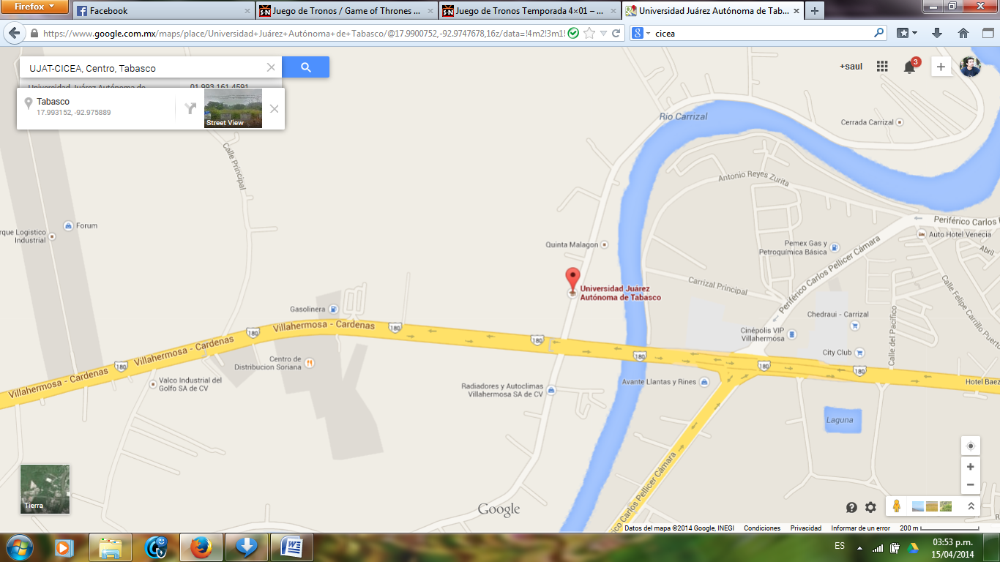 Firefox
Facebook
Juego de Tronos / Game of Thrones ...
Juego de Tronos Temporada 4×01 – ...
Universidad Juárez Autónoma de Tab...
https://www.google.com.mx/maps/place/Universidad+Juárez+Autónoma+de+Tabasco/@17.9900752,-92.9747678,16z/data=!4m2!3m1!
cicea
UJAT-CICEA, Centro, Tabasco
+saul
3
Universidad Juárez Autónoma de
01 993 161 4591
Tabasco
17.993152, -92.975889
Street View
Río Carrizal
Cerrada Carrizal
Calle Principal
Antonio Reyes Zurita
Periférico Carlos P
Forum
rque Logistico
Industrial
Auto Hotel Venecia
Quinta Malagon
Pemex Gas y
Petroquímica Básica
Abril
Periférico Carlos Pellicer Cámara
Calle Felipe Carrillo Puerto
Carrizal Principal
Universidad Juárez
Autónoma de Tabasco
Gasolinera
Chedraui - Carrizal
Villahermosa - Cardenas
180
180
Cinépolis VIP
Villahermosa
Calle del Pacífico
Villahermosa - Cardenas
180
180
City Club
Centro de
Distribucion Soriana
180
180
180
Villahermosa - Cardenas
Valco Industrial del
Golfo SA de CV
Radiadores y Autoclimas
Villahermosa SA de CV
Avante Llantas y Rines
Hotel Baez
Laguna
Periférico Carlos Pellicer Cámara
Tierra
Google
Datos del mapa ©2014 Google, INEGI
Condiciones
Privacidad
Informar de un error
200 m
ES
03:53 p.m.
15/04/2014